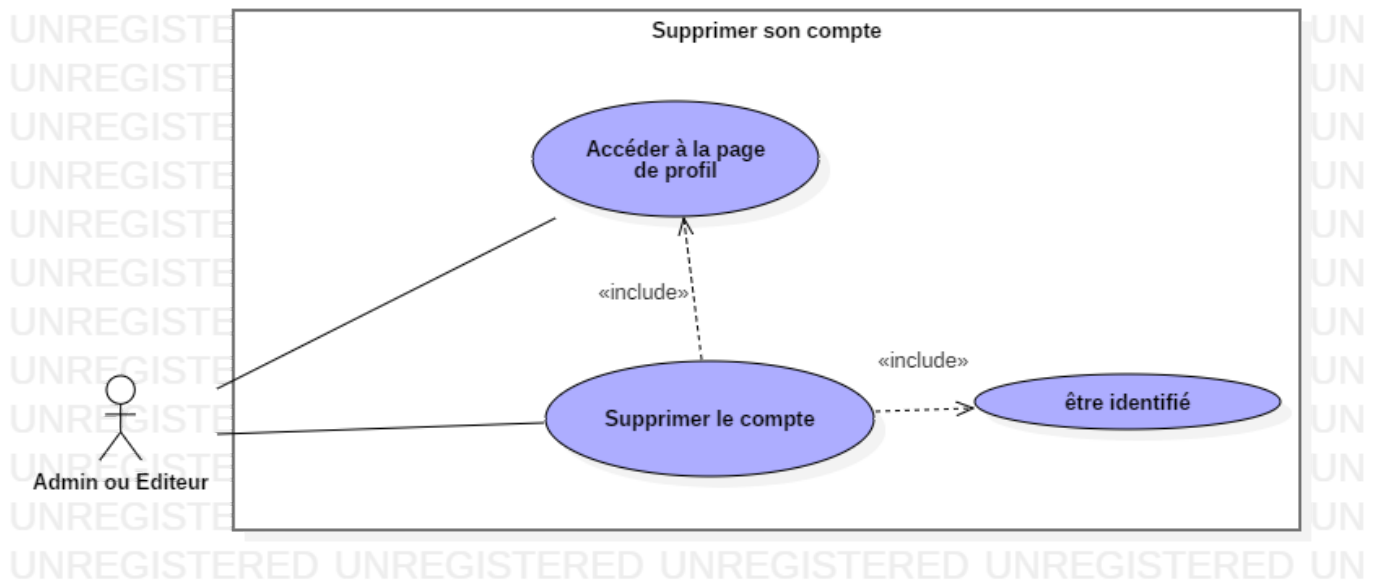 Supprimer son compte
Accéder à la page
de profil
«include»
«include»
Supprimer le compte
être identifié
Admin ou Editeur
UNREGISTERED UNREGISTERED UNREGISTERED UNREGISTERED UN